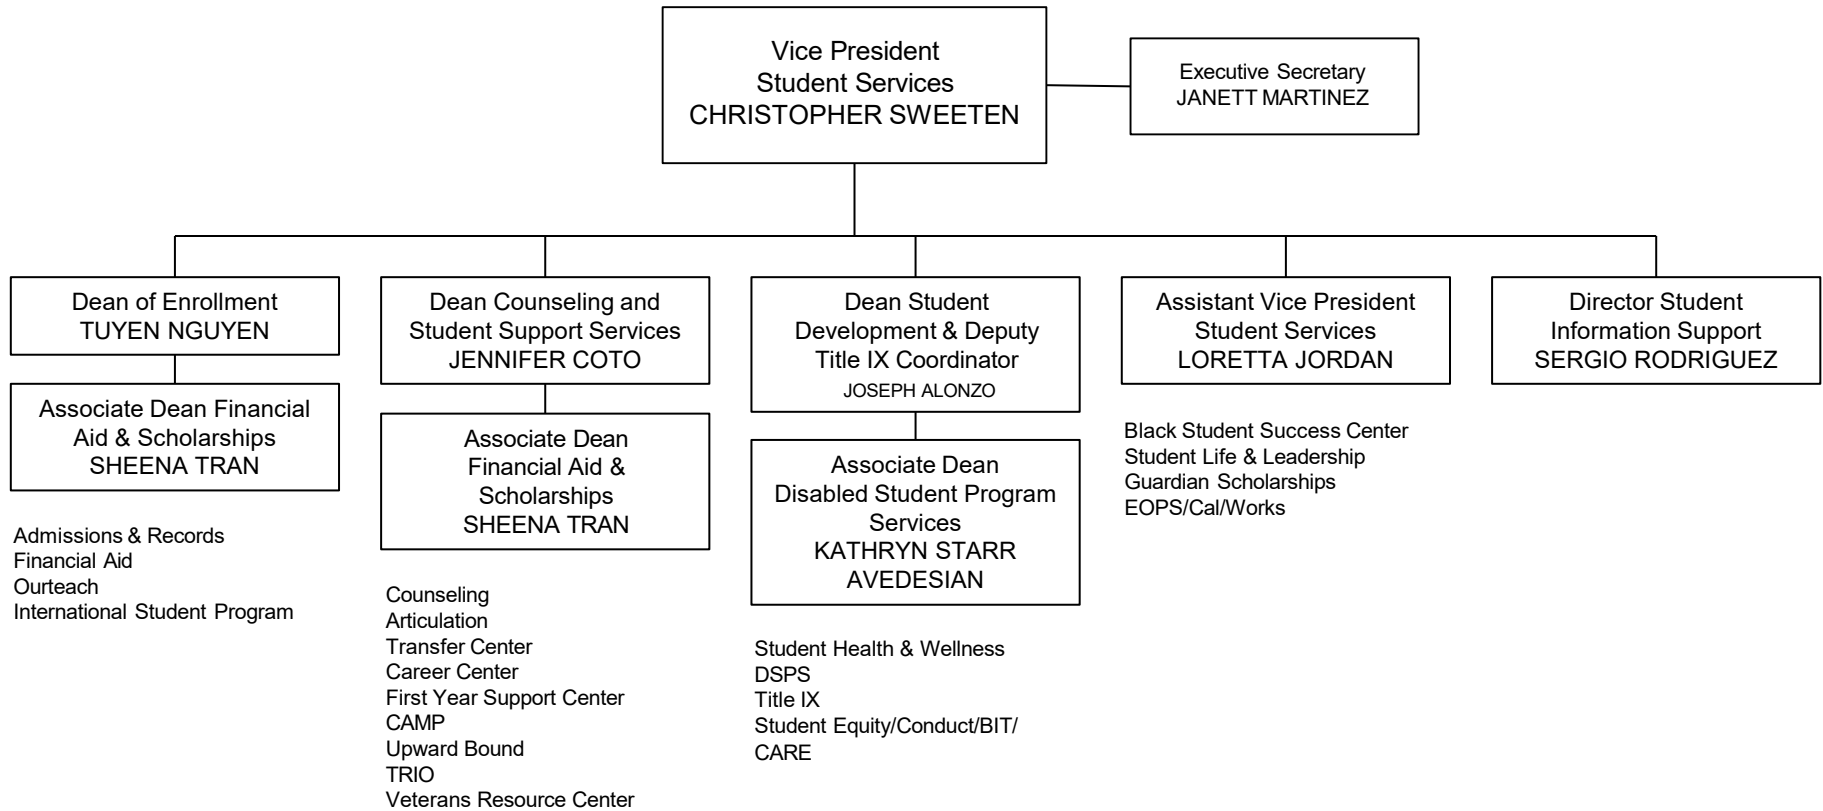 Vice President
Student Services
CHRISTOPHER SWEETEN
Executive Secretary
JANETT MARTINEZ
Dean of Enrollment
TUYEN NGUYEN
Associate Dean Financial
Aid & Scholarships
SHEENA TRAN
Admissions & Records
Financial Aid
Ourteach
International Student Program
Dean Counseling and
Student Support Services
JENNIFER COTO
Associate Dean
Financial Aid &
Scholarships
SHEENA TRAN
Counseling
Articulation
Transfer Center
Career Center
First Year Support Center
CAMP
Upward Bound
TRIO
Veterans Resource Center
Dean Student
Development & Deputy
Title IX Coordinator
JOSEPH ALONZO
Associate Dean
Disabled Student Program
Services
KATHRYN STARR
AVEDESIAN
Student Health & Wellness
DSPS
Title IX
Student Equity/Conduct/BIT/
CARE
Assistant Vice President
Student Services
LORETTA JORDAN
Black Student Success Center
Student Life & Leadership
Guardian Scholarships
EOPS/Cal/Works
Director Student
Information Support
SERGIO RODRIGUEZ